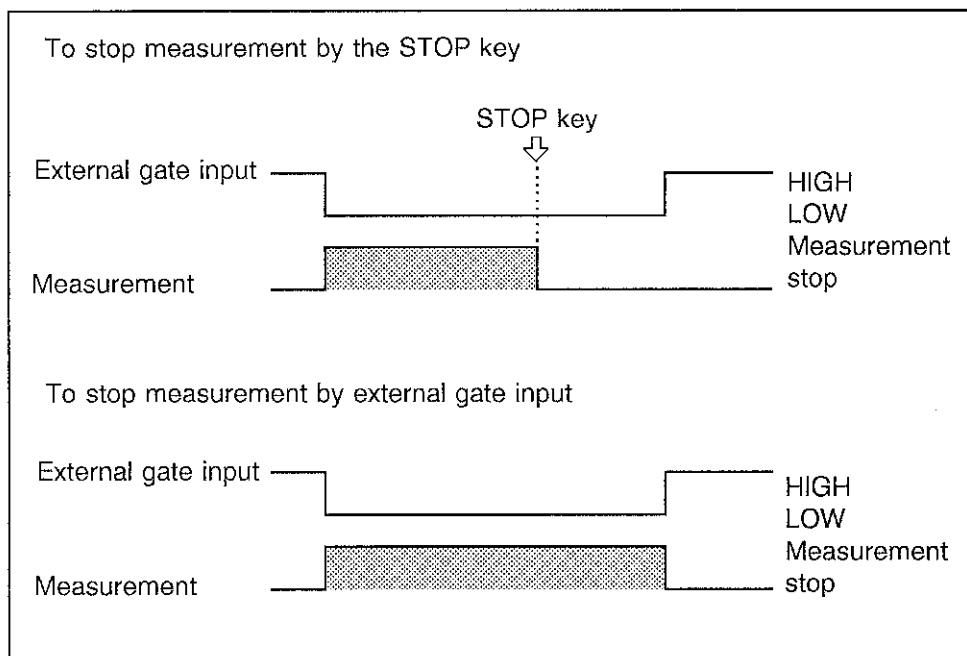 To stop measurement by the STOP key
STOP key
External gate input
HIGH
LOW
Measurement
Measurement
stop
To stop measurement by external gate input
External gate input
HIGH
LOW
Measurement
Measurement
stop